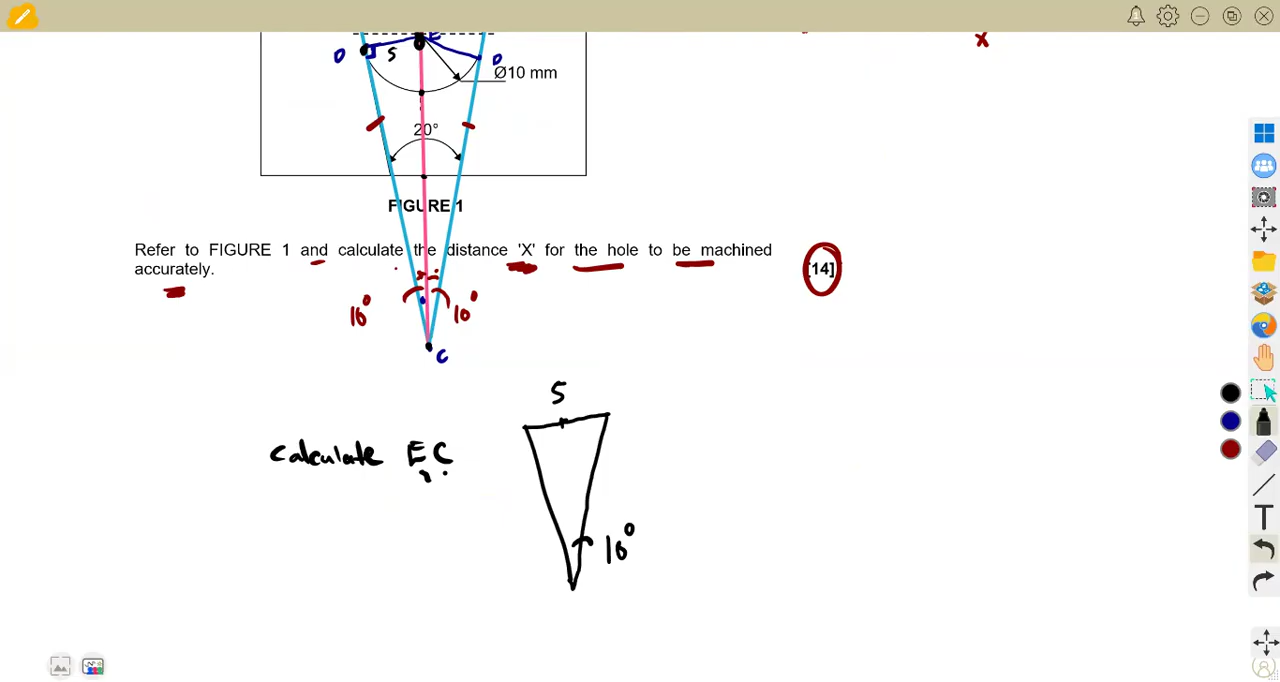 x
D 5 E D
Ø10 mm
20°
FIGURE 1
Refer to FIGURE 1 and calculate the distance 'X' for the hole to be machined
accurately.
[14]
10° 10°
C
5
Calculate EC
10°
T